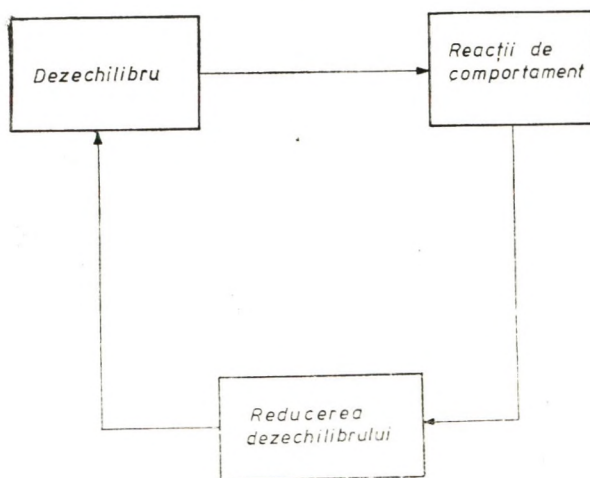 Dezechilibru
Reacții de
comportament
Reducerea
dezechilibrului